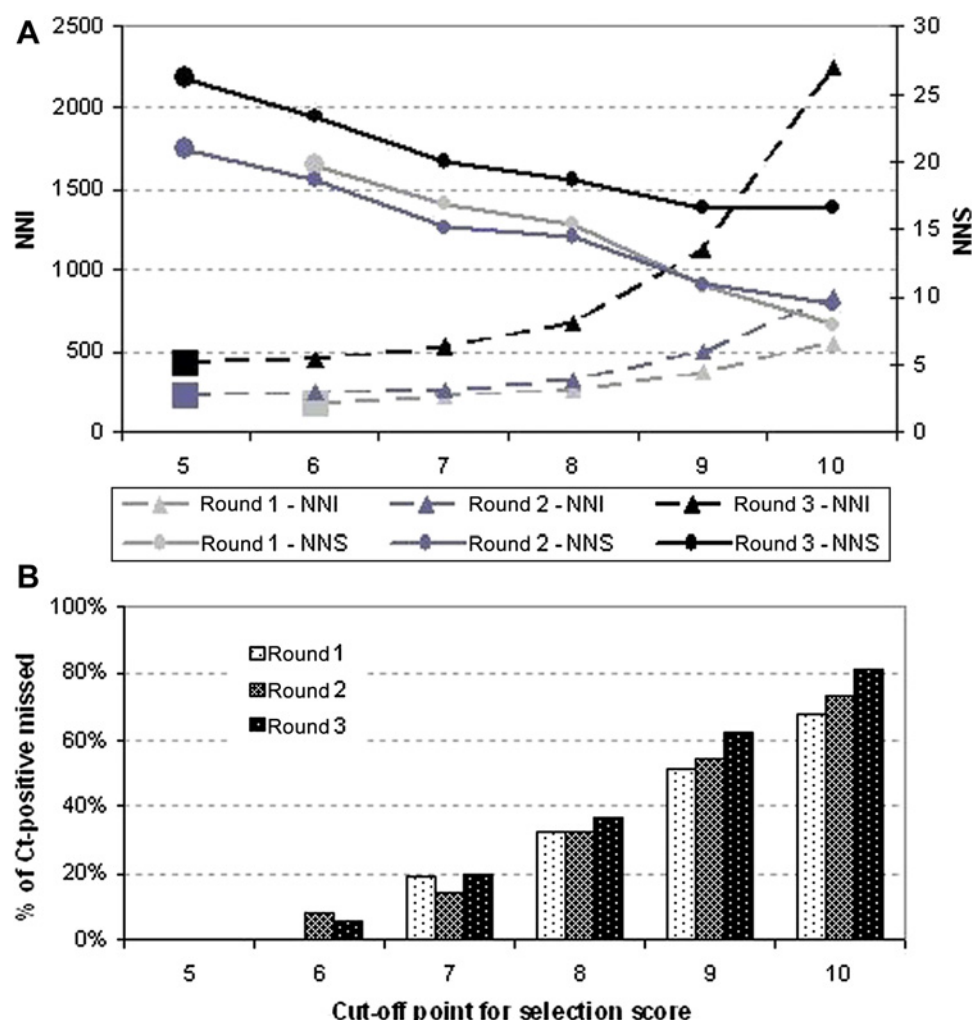 A
2500
2000
1500
1000
500
0
NNI
30
25
20
15
10
5
0
NNS
5 6 7 8 9 10
Round 1 - NNI Round 2 - NNI Round 3 - NNI
Round 1 - NNS Round 2 - NNS Round 3 - NNS
B
100%
80%
60%
40%
20%
0%
% of Ct-positive missed
Round 1
Round 2
Round 3
5 6 7 8 9 10
Cut-off point for selection score